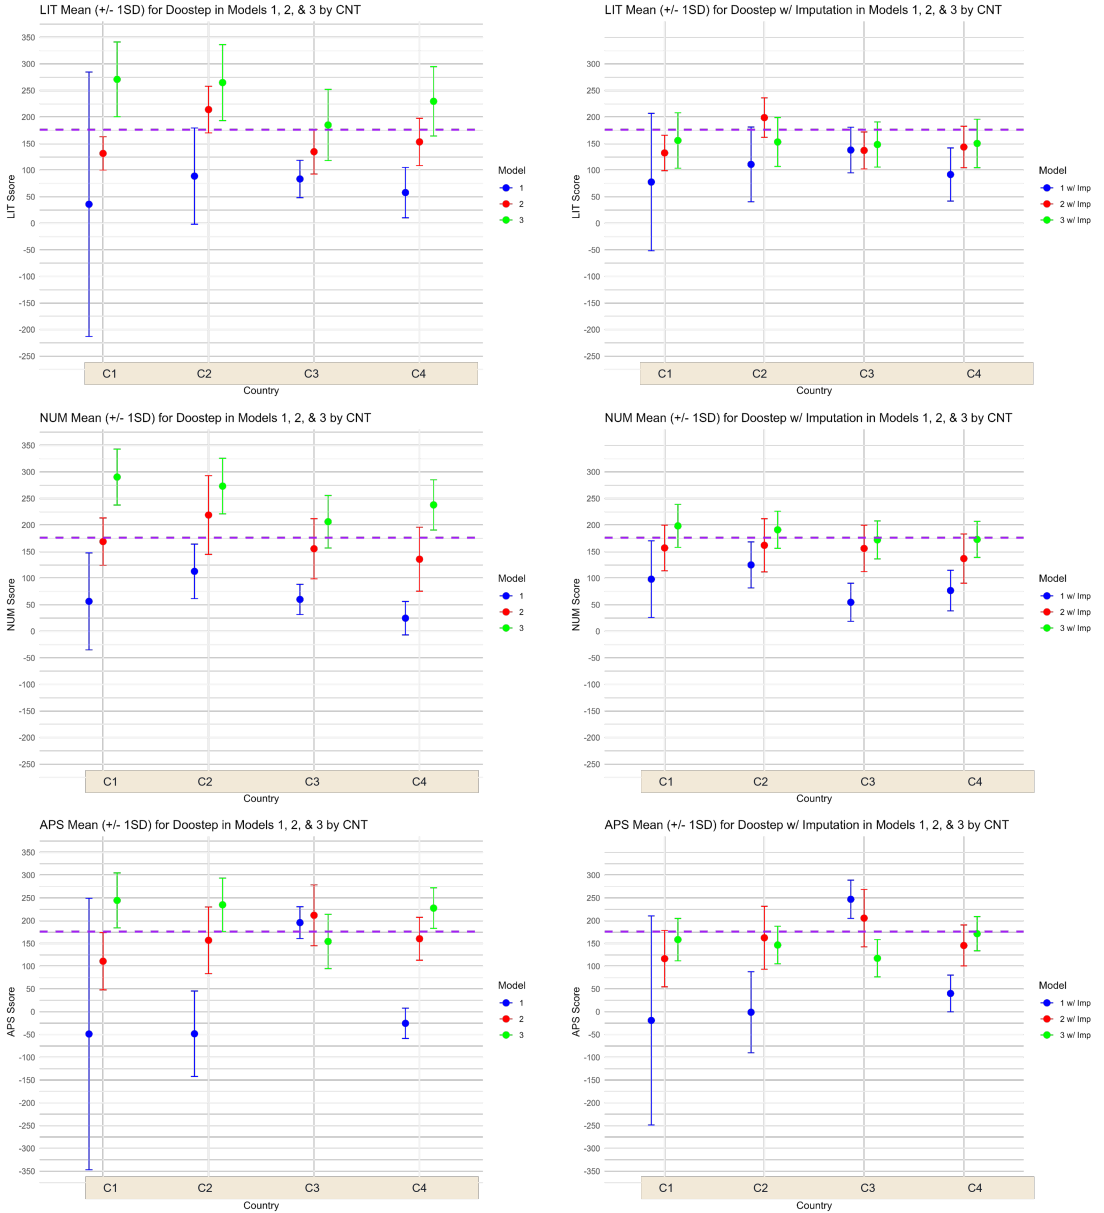 LIT Mean (+/- 1SD) for Doostep in Models 1, 2, & 3 by CNT
350
300
250
200
150
100
50
0
-50
-100
-150
-200
-250
LIT Sscore
C1 C2 C3 C4
Country
Model
1
2
3
LIT Mean (+/- 1SD) for Doostep w/ Imputation in Models 1, 2, & 3 by CNT
300
250
200
150
100
50
0
-50
-100
-150
-200
-250
LIT Score
C1 C2 C3 C4
Country
Model
1 w/ Imp
2 w/ Imp
3 w/ Imp
NUM Mean (+/- 1SD) for Doostep in Models 1, 2, & 3 by CNT
350
300
250
200
150
100
50
0
-50
-100
-150
-200
-250
NUM Sscore
C1 C2 C3 C4
Country
Model
1
2
3
NUM Mean (+/- 1SD) for Doostep w/ Imputation in Models 1, 2, & 3 by CNT
300
250
200
150
100
50
0
-50
-100
-150
-200
-250
NUM Score
C1 C2 C3 C4
Country
Model
1 w/ Imp
2 w/ Imp
3 w/ Imp
APS Mean (+/- 1SD) for Doostep in Models 1, 2, & 3 by CNT
350
300
250
200
150
100
50
0
-50
-100
-150
-200
-250
-300
-350
APS Sscore
C1 C2 C3 C4
Country
Model
1
2
3
APS Mean (+/- 1SD) for Doostep w/ Imputation in Models 1, 2, & 3 by CNT
300
250
200
150
100
50
0
-50
-100
-150
-200
-250
-300
-350
APS Score
C1 C2 C3 C4
Country
Model
1 w/ Imp
2 w/ Imp
3 w/ Imp